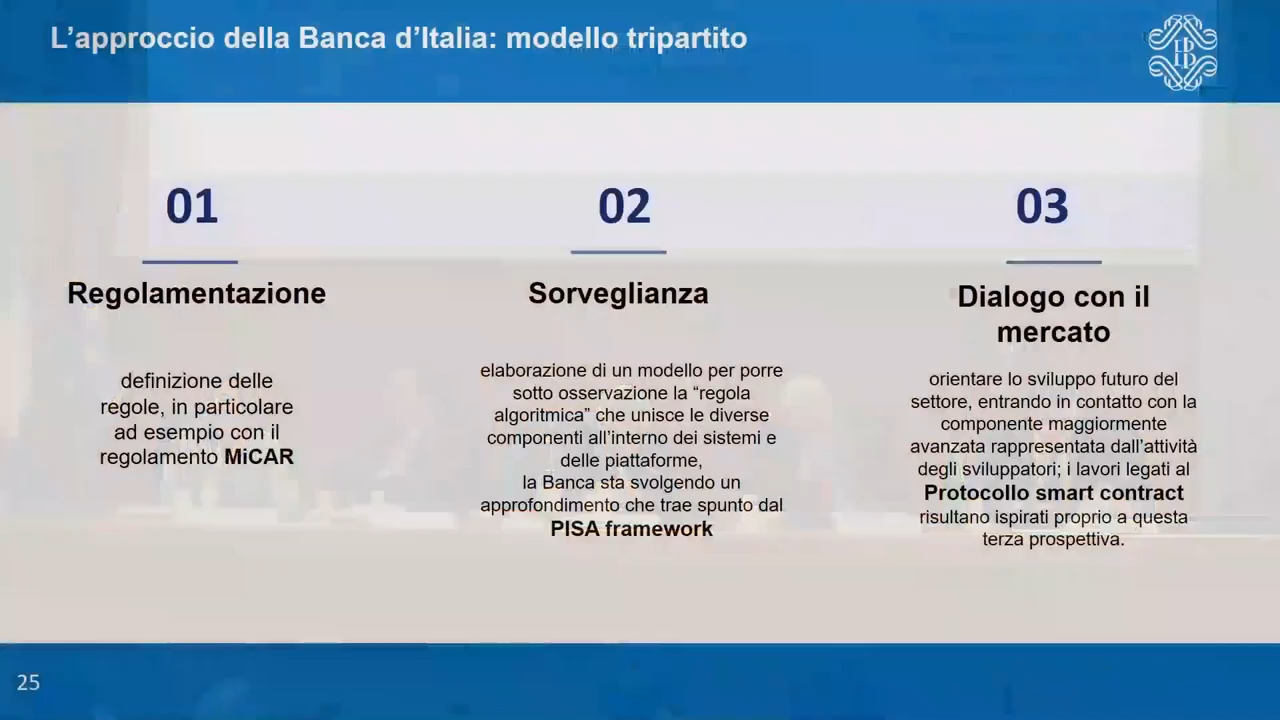 L’approccio della Banca d’Italia: modello tripartito
01
Regolamentazione
definizione delle
regole, in particolare
ad esempio con il
regolamento MiCAR
02
Sorveglianza
elaborazione di un modello per porre
sotto osservazione la “regola
algoritmica” che unisce le diverse
componenti all’interno dei sistemi e
delle piattaforme,
la Banca sta svolgendo un
approfondimento che trae spunto dal
PISA framework
03
Dialogo con il
mercato
orientare lo sviluppo futuro del
settore, entrando in contatto con la
componente maggiormente
avanzata rappresentata dall’attività
degli sviluppatori; i lavori legati al
Protocollo smart contract
risultano ispirati proprio a questa
terza prospettiva.
25